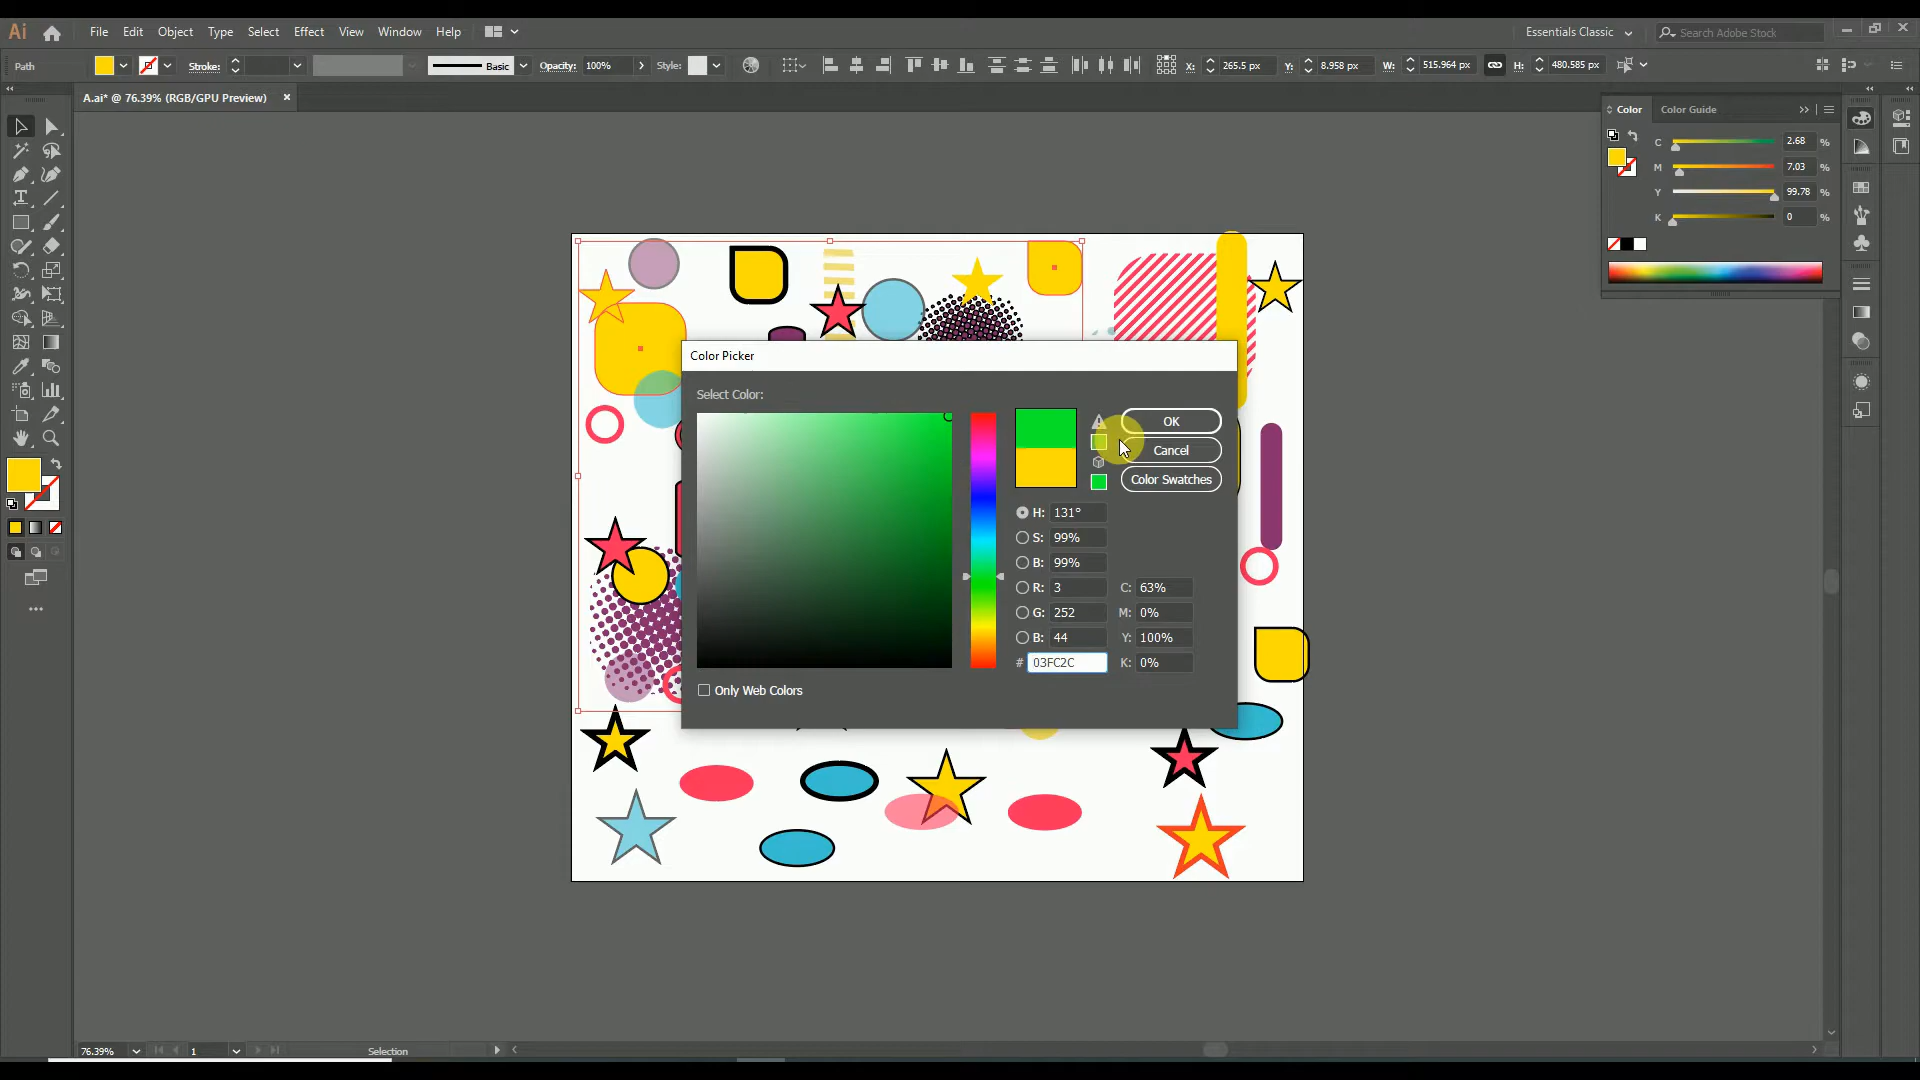 Ai File Edit Object Type Select Effect View Window Help Essentials Classic Search Adobe Stock
Path Stroke: Basic Opacity: 100% Style: X: 265.5 px Y: 8.958 px W: 515.964 px H: 480.585 px
A.ai* @ 76.39% (RGB/GPU Preview) ×
Color Color Guide
C 2.68 %
M 7.03 %
Y 99.78 %
K 0 %
Color Picker
Select Color:
OK
Cancel
Color Swatches
H: 131°
S: 99%
B: 99%
R: 3 C: 63%
G: 252 M: 0%
B: 44 Y: 100%
# 03FC2C K: 0%
Only Web Colors
76.39% 1 Selection